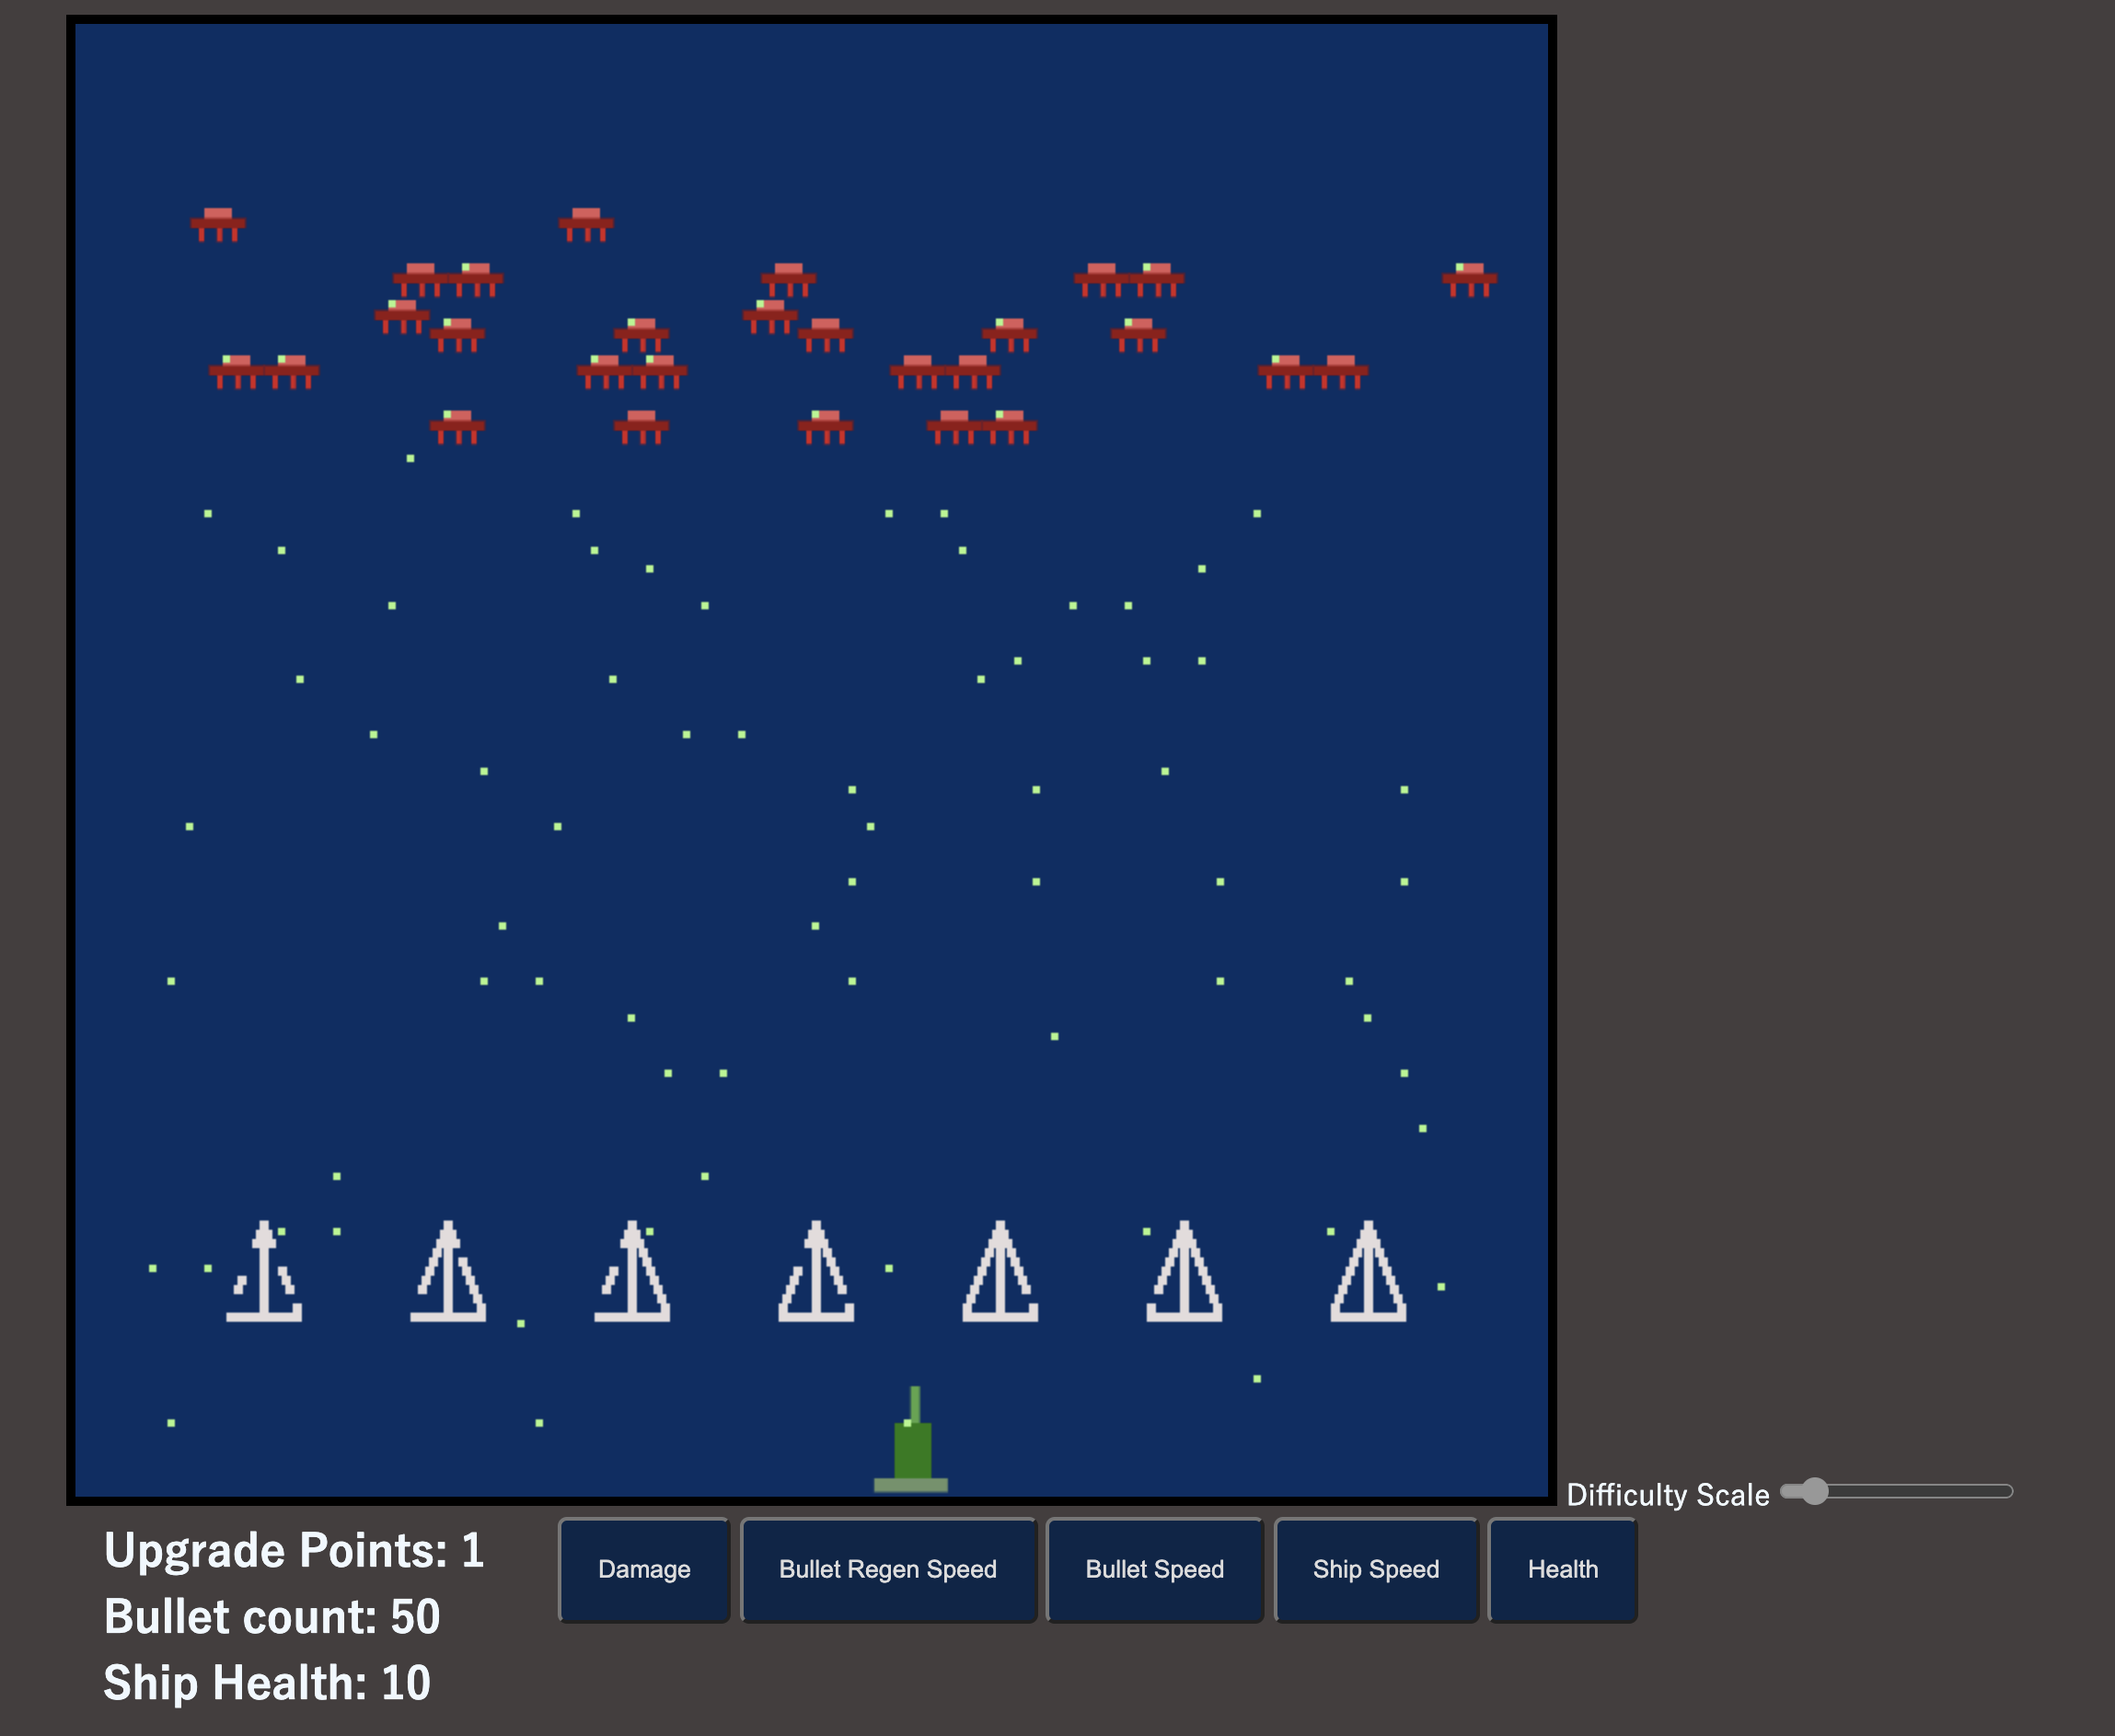 Difficulty Scale
Upgrade Points: 1
Damage
Bullet Regen Speed
Bullet Speed
Ship Speed
Health
Bullet count: 50
Ship Health: 10